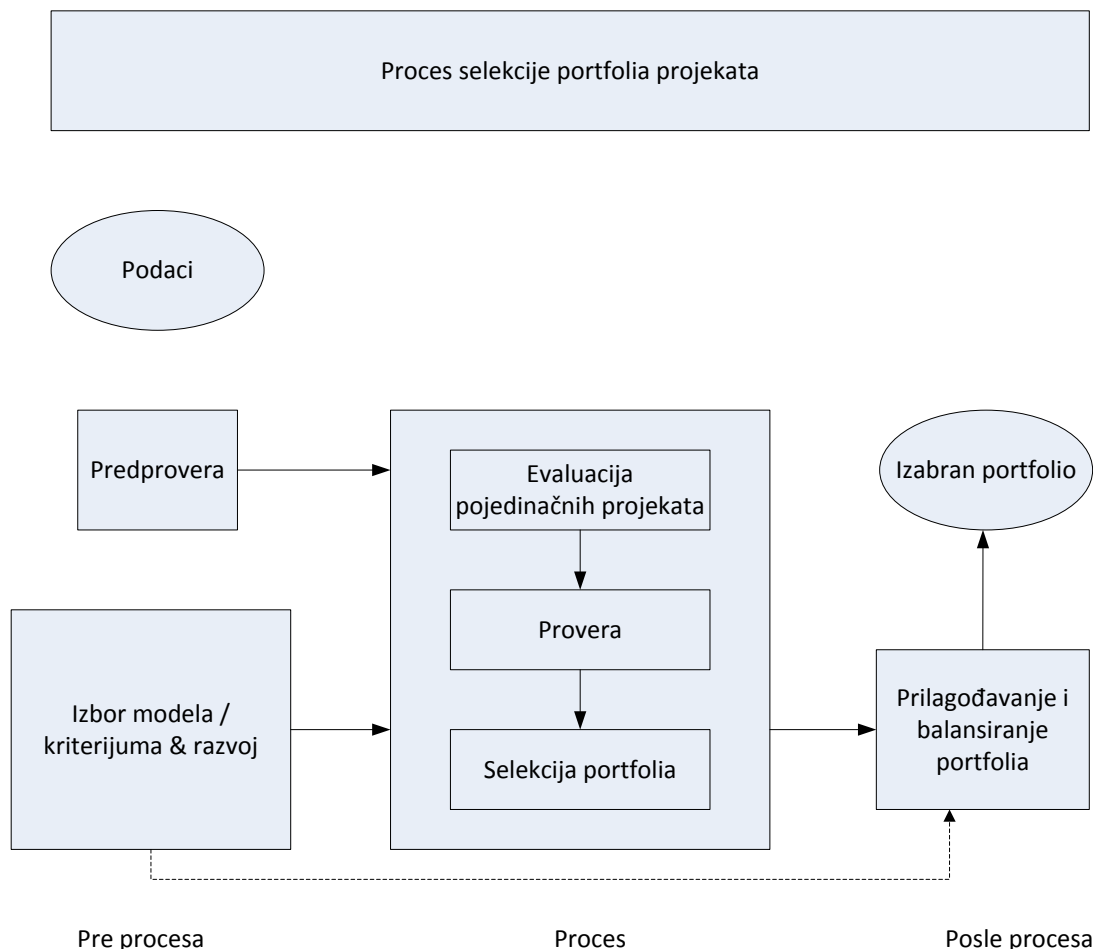 Proces selekcije portfolia projekata
Podaci
Predprovera
Evaluacija
pojedinačnih projekata
Izabran portfolio
Provera
Izbor modela /
kriterijuma & razvoj
Selekcija portfolia
Prilagođavanje i
balansiranje
portfolia
Pre procesa
Proces
Posle procesa